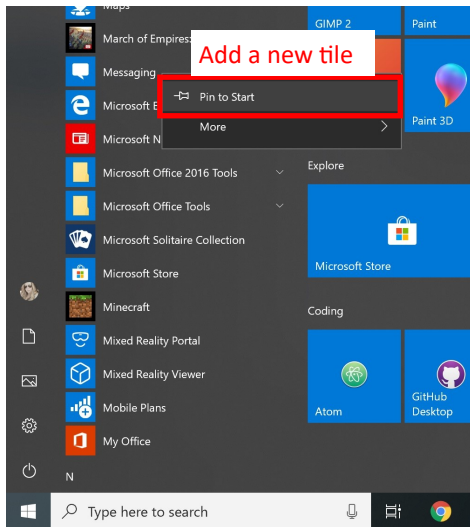 Maps
March of Empires:
Messaging
Microsoft E
Microsoft N
Microsoft Office 2016 Tools
Microsoft Office Tools
Microsoft Solitaire Collection
Microsoft Store
Minecraft
Mixed Reality Portal
Mixed Reality Viewer
Mobile Plans
My Office
N
Add a new tile
Pin to Start
More
GIMP 2
Paint
Paint 3D
Explore
Microsoft Store
Coding
Atom
GitHub
Desktop
Type here to search